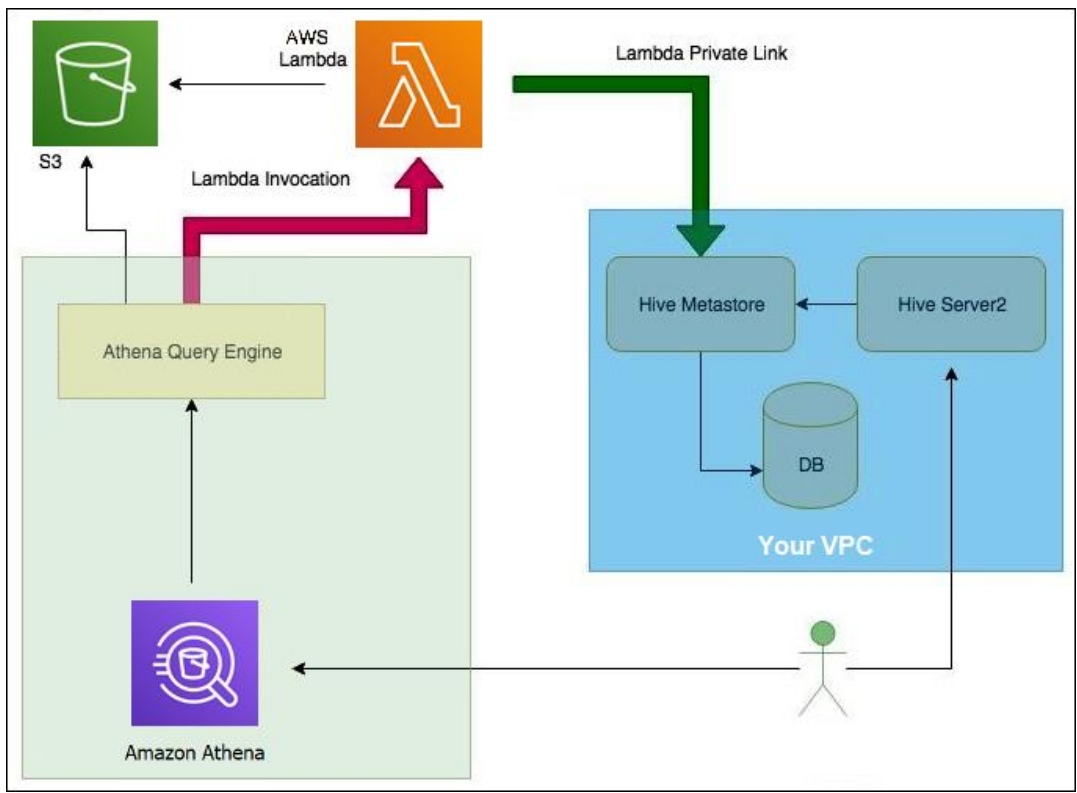 AWS
Lambda
Lambda Private Link
S3
Lambda Invocation
Hive Metastore
Hive Server2
Athena Query Engine
DB
Your VPC
Amazon Athena